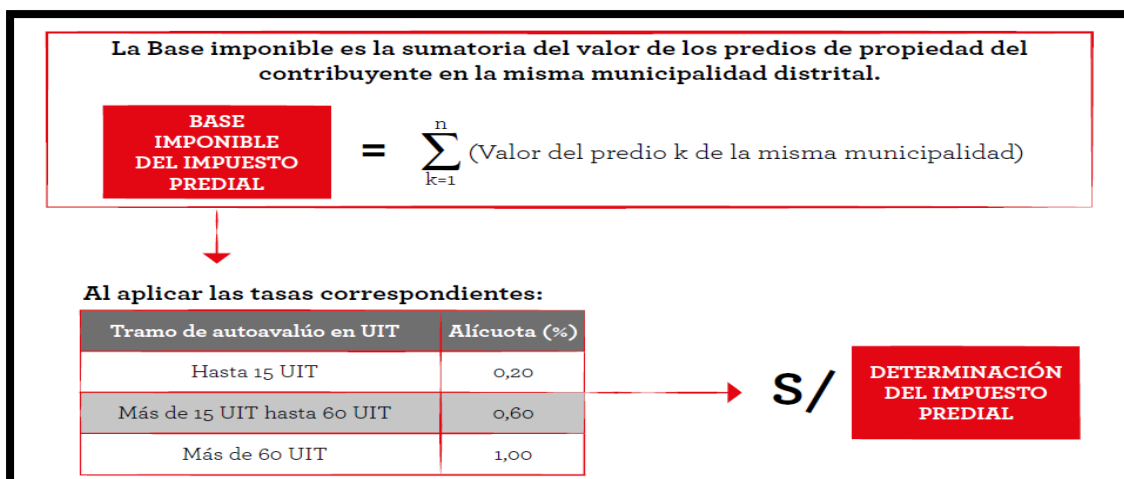 La Base imponible es la sumatoria del valor de los predios de propiedad del
contribuyente en la misma municipalidad distrital.
BASE
IMPONIBLE
DEL IMPUESTO
PREDIAL
=
n
∑ (Valor del predio k de la misma municipalidad)
k=1
Al aplicar las tasas correspondientes:
Tramo de autoavalúo en UIT Alícuota (%)
Hasta 15 UIT 0,20
Más de 15 UIT hasta 60 UIT 0,60
Más de 60 UIT 1,00
S/
DETERMINACIÓN
DEL IMPUESTO
PREDIAL